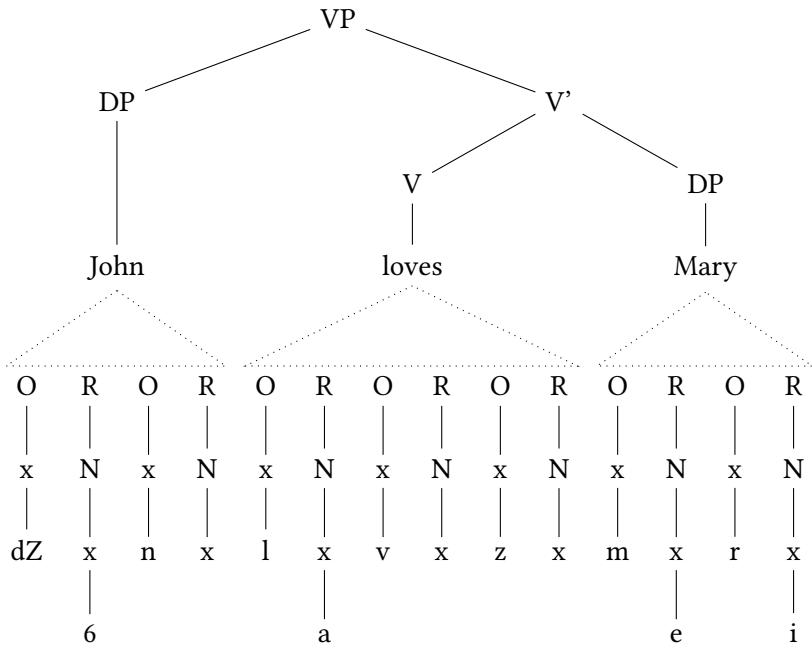 VP
DP V’
V DP
John loves Mary
O R O R O R O R O R O R O R
x N x N x N x N x N x N x N
dZ x n x l x v x z x m x r x
6 a e i